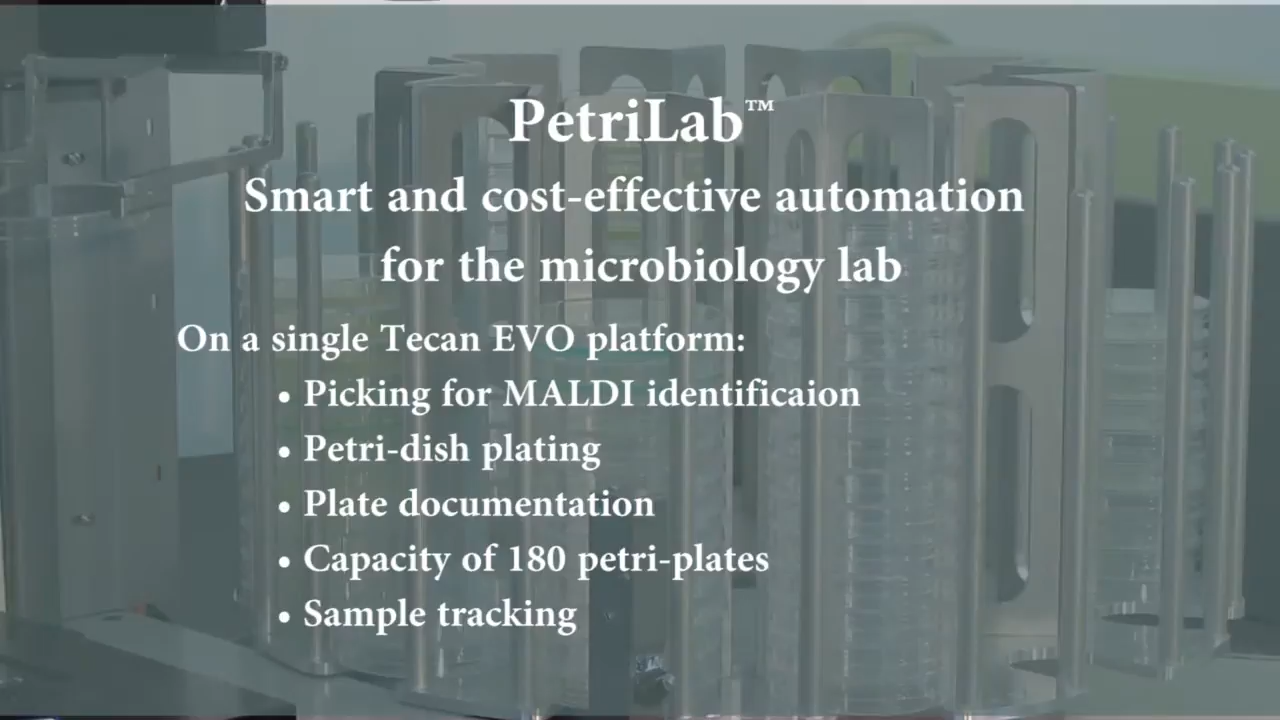 PetriLab™
Smart and cost-effective automation
for the microbiology lab
On a single Tecan EVO platform:
• Picking for MALDI identificaion
• Petri-dish plating
• Plate documentation
• Capacity of 180 petri-plates
• Sample tracking